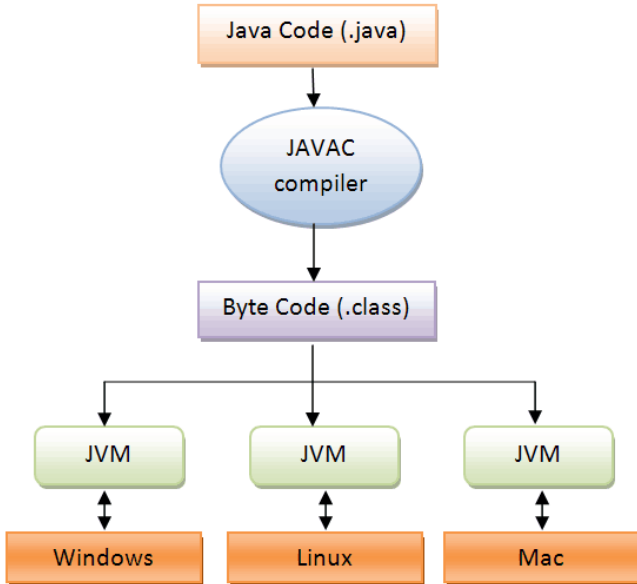 Java Code (.java)
JAVAC
compiler
Byte Code (.class)
JVM
JVM
JVM
Windows
Linux
Mac